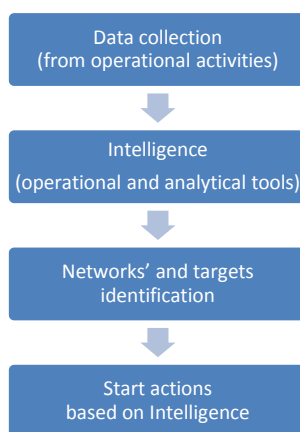 Data collection
(from operational activities)
Intelligence
(operational and analytical tools)
Networks’ and targets
identification
Start actions
based on Intelligence